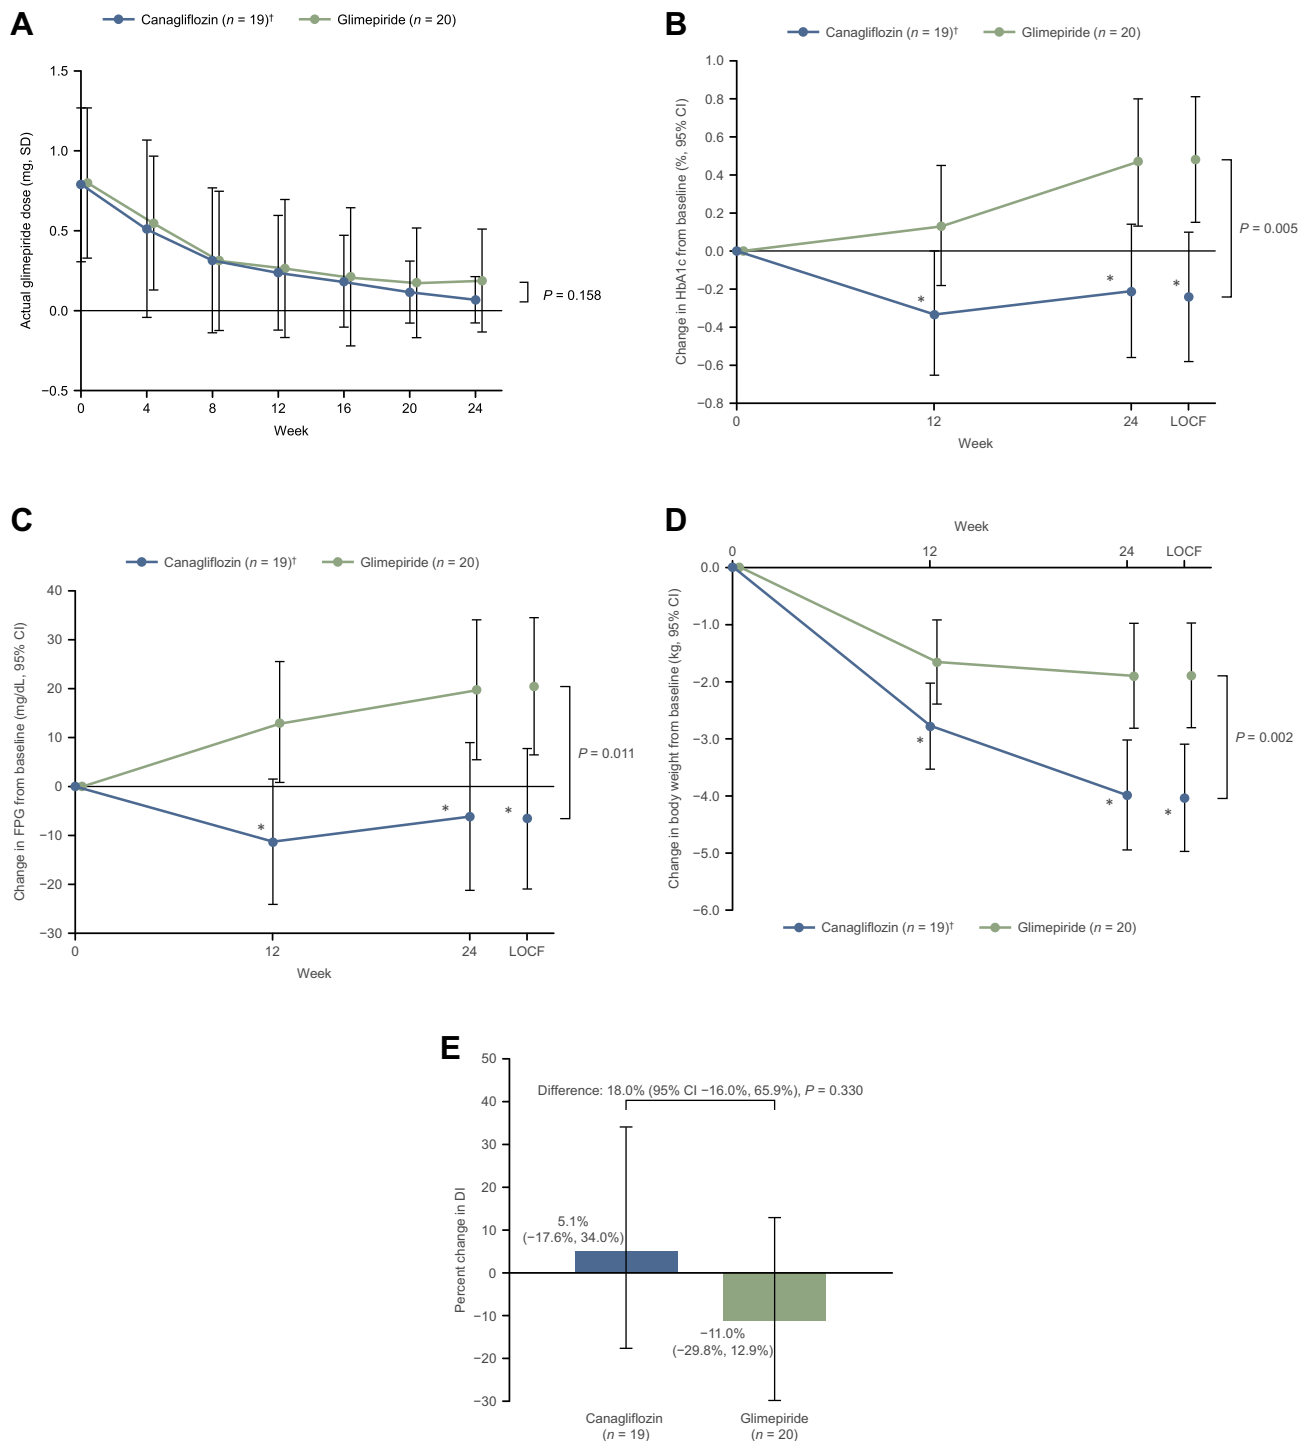 A
Canagliflozin (n = 19)†
Glimepiride (n = 20)
Actual glimepiride dose (mg, SD)
1.5
1.0
0.5
0.0
−0.5
0 4 8 12 16 20 24
Week
P = 0.158
B
Canagliflozin (n = 19)†
Glimepiride (n = 20)
Change in HbA1c from baseline (%, 95% CI)
1.0
0.8
0.6
0.4
0.2
0.0
−0.2
−0.4
−0.6
−0.8
*
*
*
0 12 24 LOCF
Week
P = 0.005
C
Canagliflozin (n = 19)†
Glimepiride (n = 20)
Change in FPG from baseline (mg/dL, 95% CI)
40
30
20
10
0
−10
−20
−30
*
*
*
0 12 24 LOCF
Week
P = 0.011
D
Week
0 12 24 LOCF
Change in body weight from baseline (kg, 95% CI)
0.0
−1.0
−2.0
−3.0
−4.0
−5.0
−6.0
*
*
*
P = 0.002
Canagliflozin (n = 19)†
Glimepiride (n = 20)
E
Percent change in DI
50
40
30
20
10
0
−10
−20
−30
Difference: 18.0% (95% CI −16.0%, 65.9%), P = 0.330
5.1%
(−17.6%, 34.0%)
−11.0%
(−29.8%, 12.9%)
Canagliflozin
(n = 19)
Glimepiride
(n = 20)